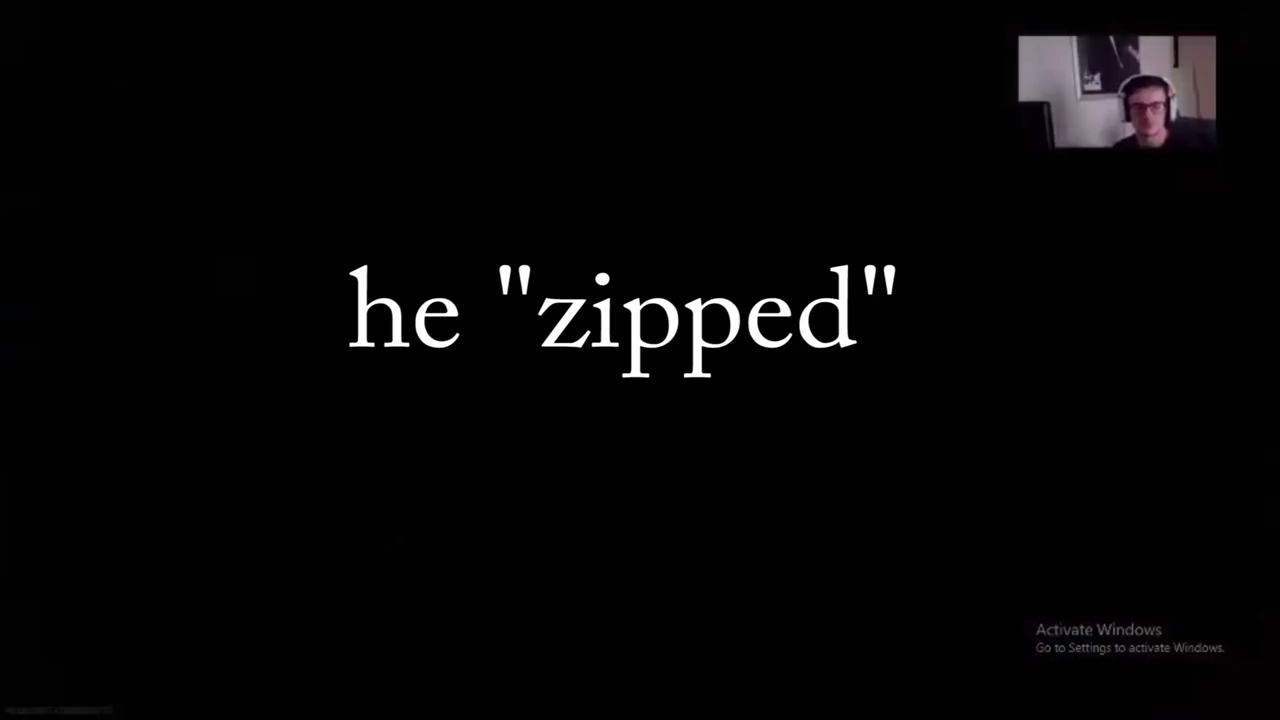 he "zipped"
Activate Windows
Go to Settings to activate Windows.